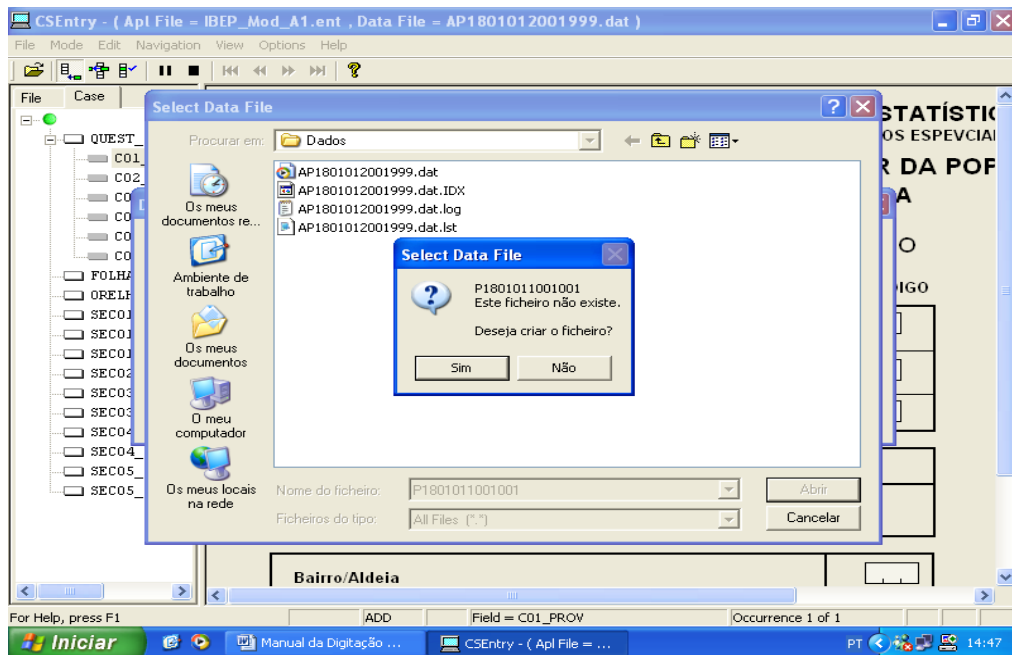 CSEntry - ( Apl File = IBEP_Mod_A1.ent , Data File = AP1801012001999.dat )
File Mode Edit Navigation View Options Help
File Case
QUEST_
C01_
C02_
CO
CO
CO
CO
FOLHA
ORELH
SEC01
SEC01
SEC01
SEC02
SEC03
SEC03
SEC04
SEC04_
SEC05_
SEC05_
STATÍSTIC
OS ESPEVCIAI
R DA POP
A
O
IGO
Bairro/Aldeia
Select Data File
Procurar em: Dados
Os meus documentos re...
Ambiente de trabalho
Os meus documentos
O meu computador
Os meus locais na rede
AP1801012001999.dat
AP1801012001999.dat.IDX
AP1801012001999.dat.log
AP1801012001999.dat.lst
Select Data File
P1801011001001
Este ficheiro não existe.
Deseja criar o ficheiro?
Sim Não
Nome do ficheiro: P1801011001001 Abrir
Ficheiros do tipo: All Files (*.*) Cancelar
For Help, press F1 ADD Field = C01_PROV Occurrence 1 of 1
Iniciar Manual da Digitação ... CSEntry - ( Apl File = ... PT 14:47